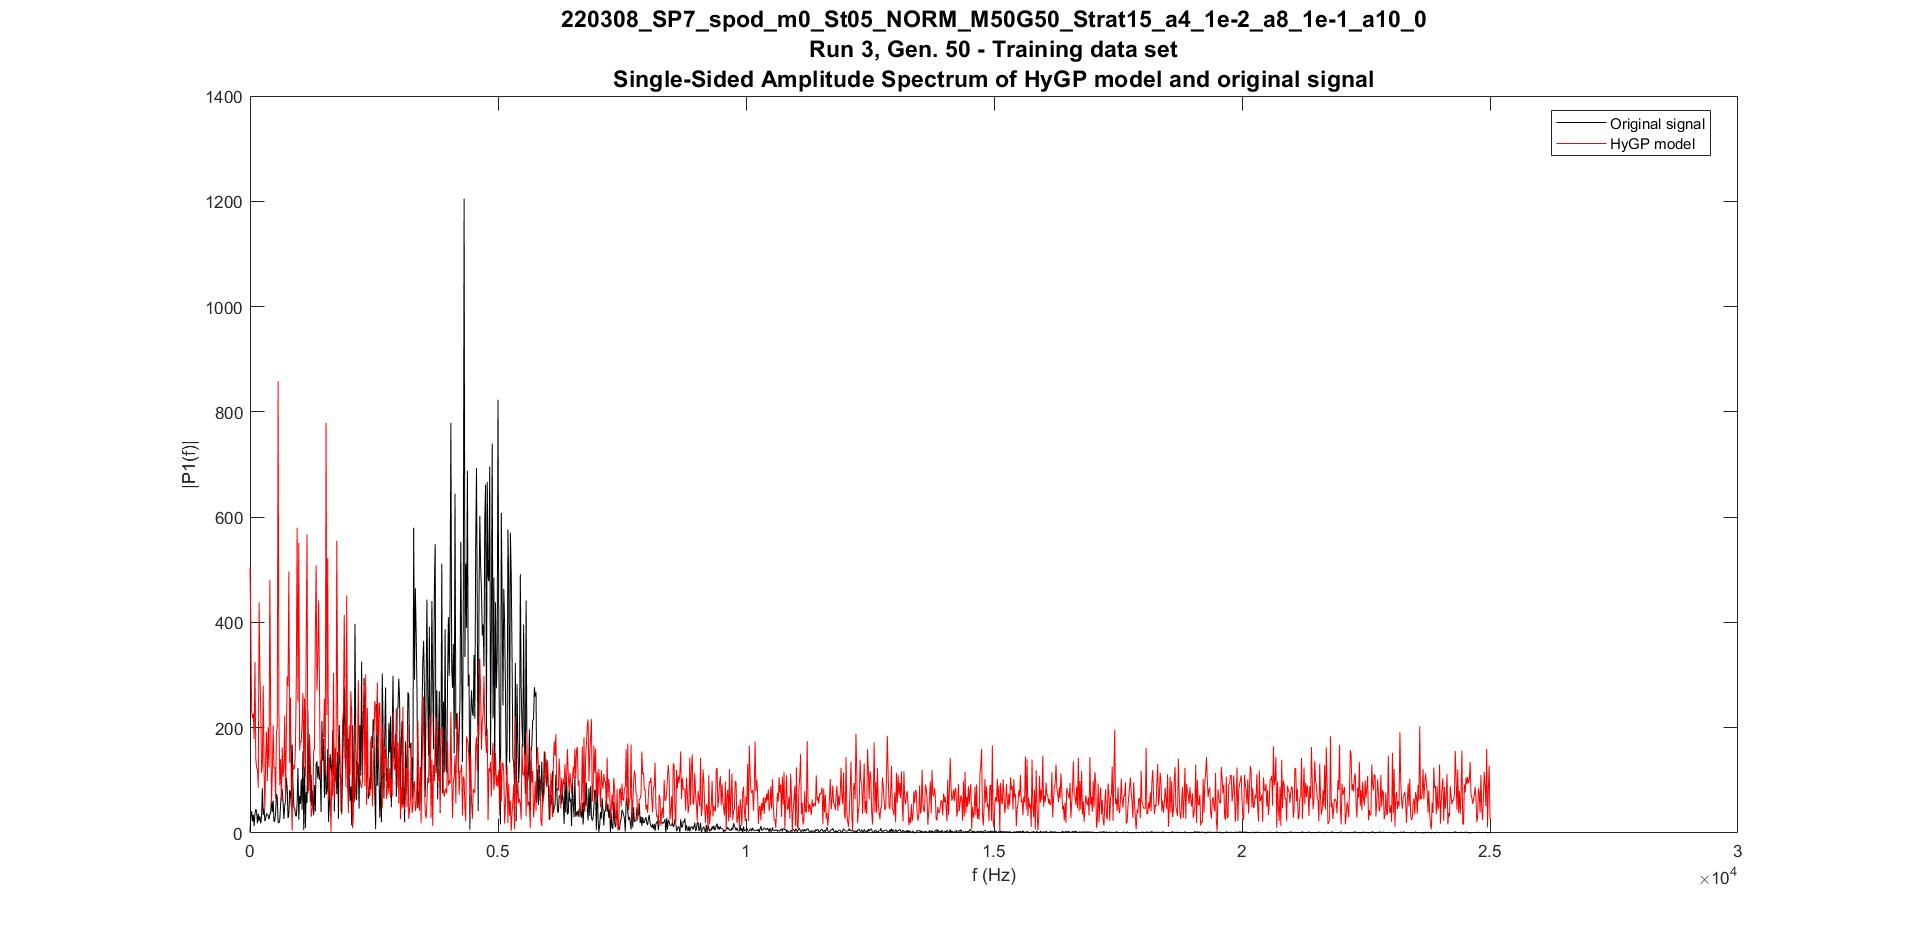 220308_SP7_spod_m0_St05_NORM_M50G50_Strat15_a4_1e-2_a8_1e-1_a10_0
Run 3, Gen. 50 - Training data set
Single-Sided Amplitude Spectrum of HyGP model and original signal
1400
1200
1000
800
600
400
200
0
|P1(f)|
Original signal
HyGP model
0
0.5
1
1.5
2
2.5
3
f (Hz)
×10^4